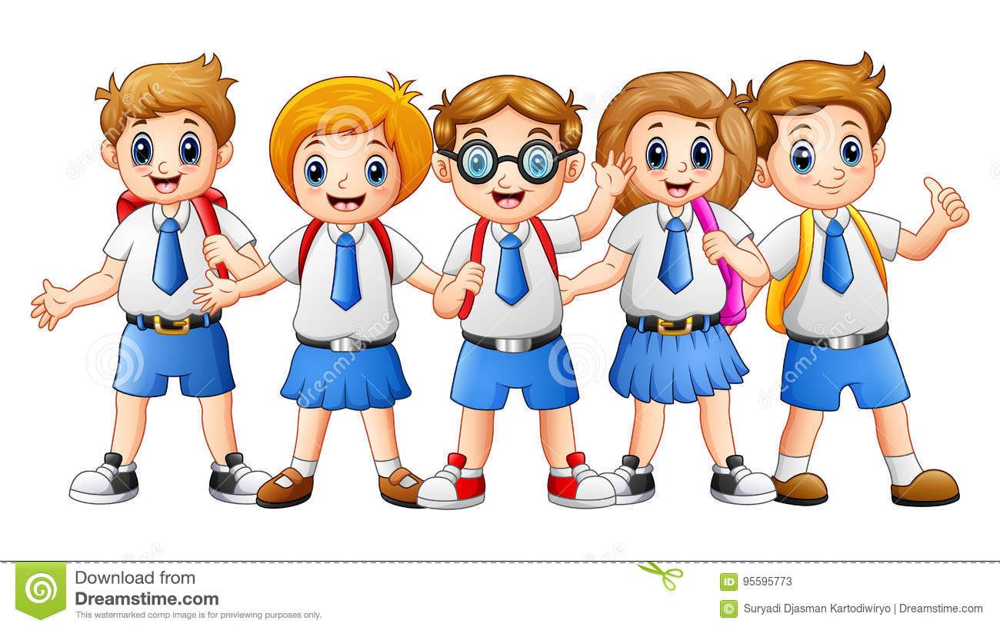 Download from
Dreamstime.com
This watermarked comp image is for previewing purposes only.
ID 95595773
© Suryadi Djasman Kartodiwiryo | Dreamstime.com
dreamstime